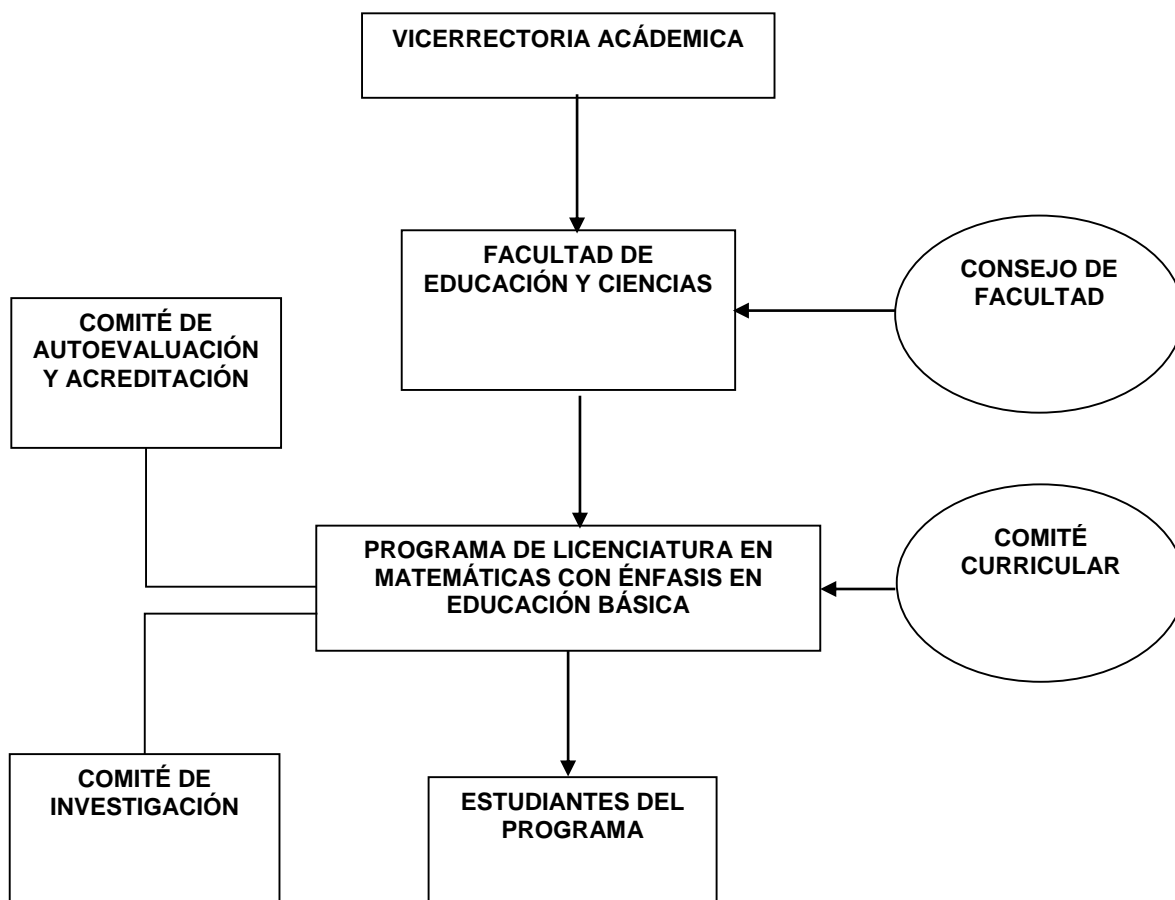 VICERRECTORIA ACÁDEMICA
FACULTAD DE
EDUCACIÓN Y CIENCIAS
CONSEJO DE
FACULTAD
COMITÉ DE
AUTOEVALUACIÓN
Y ACREDITACIÓN
PROGRAMA DE LICENCIATURA EN
MATEMÁTICAS CON ÉNFASIS EN
EDUCACIÓN BÁSICA
COMITÉ
CURRICULAR
COMITÉ DE
INVESTIGACIÓN
ESTUDIANTES DEL
PROGRAMA